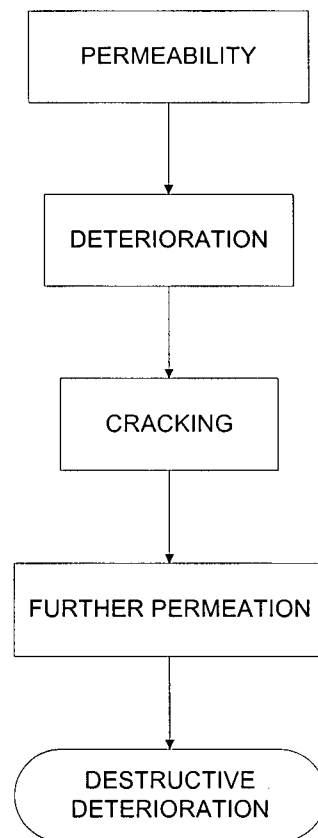 PERMEABILITY
DETERIORATION
CRACKING
FURTHER PERMEATION
DESTRUCTIVE
DETERIORATION